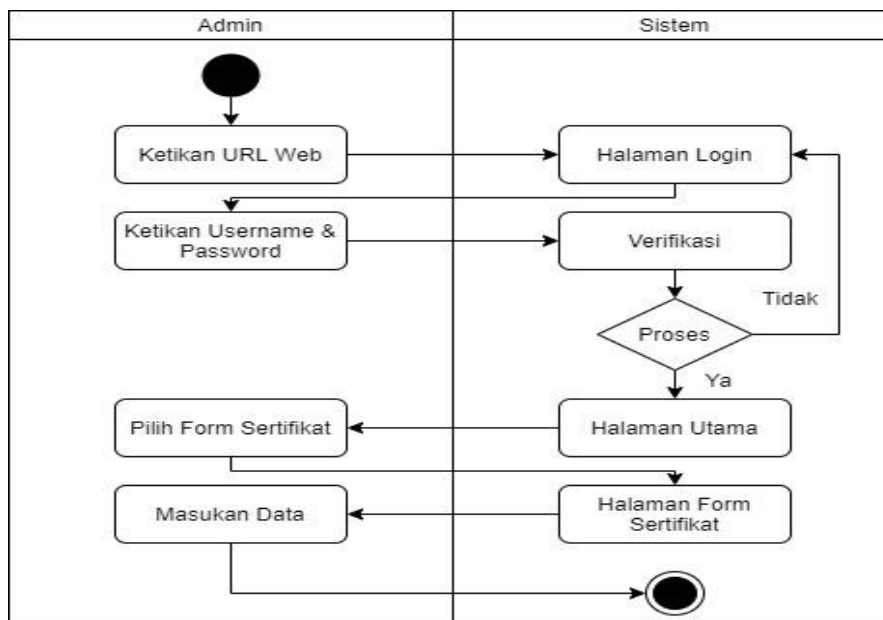 Admin
Sistem
Ketikan URL Web
Halaman Login
Ketikan Username &
Password
Verifikasi
Tidak
Proses
Ya
Pilih Form Sertifikat
Halaman Utama
Masukan Data
Halaman Form
Sertifikat